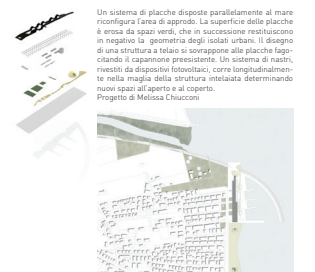 Un sistema di placche disposte parallelamente al mare
riconfigura l'area di approdo. La superficie delle placche
è erosa da spazi verdi, che in successione restituiscono
in negativo la geometria degli isolati urbani. Il disegno
di una struttura a telaio si sovrappone alle placche fago-
citando il capannone preesistente. Un sistema di nastri,
rivestiti da dispositivi fotovoltaici, corre longitudinalmen-
te nella maglia della struttura intelaiata determinando
nuovi spazi all'aperto e al coperto.
Progetto di Melissa Chiucconi